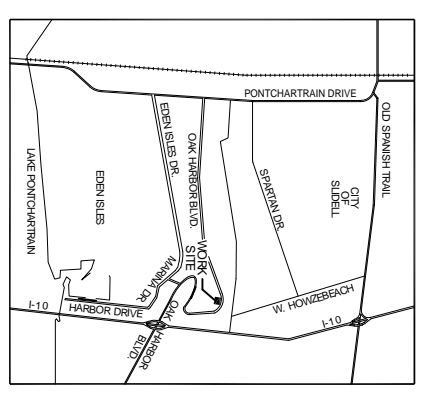 PONTCHARTRAIN DRIVE
OLD SPANISH TRAIL
EDEN ISLES DR.
OAK HARBOR BLVD.
SPARTAN DR.
CITY
OF
SLIDELL
LAKE PONTCHARTRAIN
EDEN ISLES
WORK
SITE
MARINA DR.
W. HOWZEBEACH
HARBOR DRIVE
I-10
I-10
OAK HARBOR
BLVD.